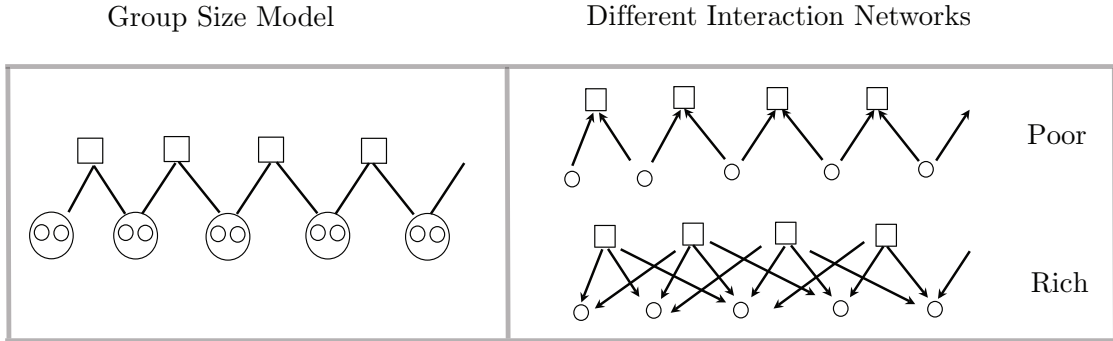 Group Size Model
Different Interaction Networks
Poor
Rich